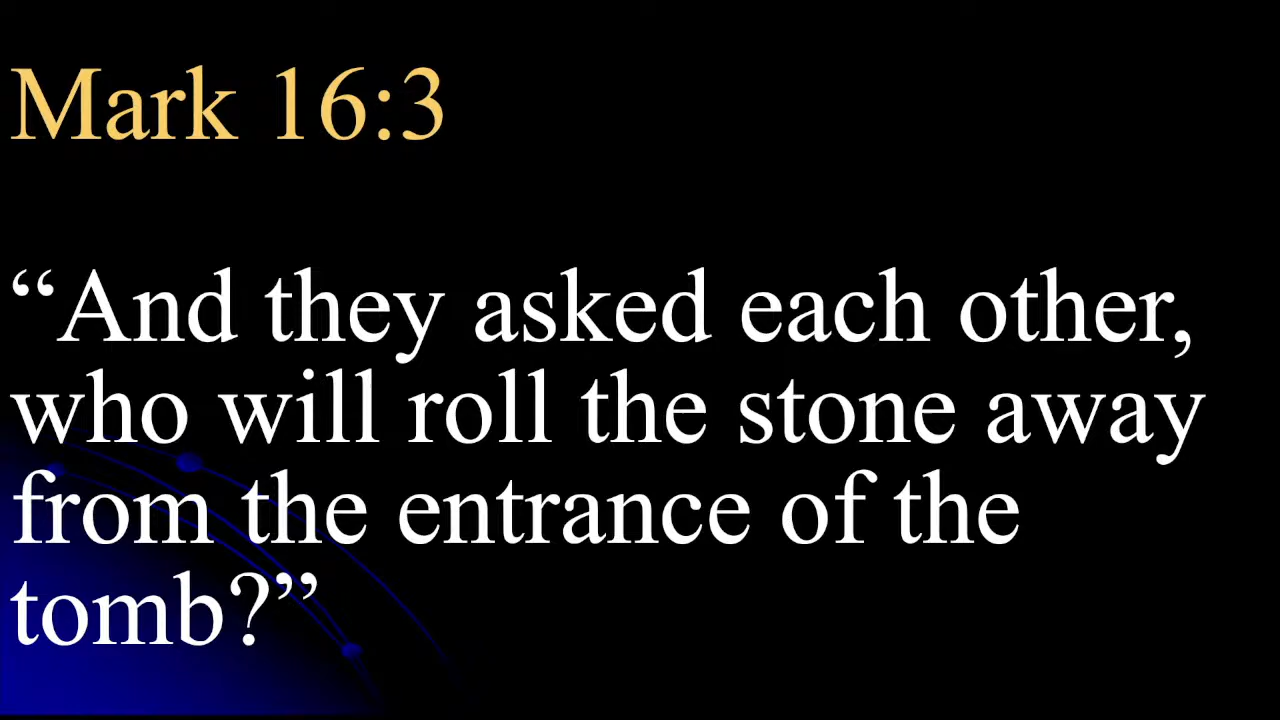 Mark 16:3
“And they asked each other,
who will roll the stone away
from the entrance of the
tomb?”